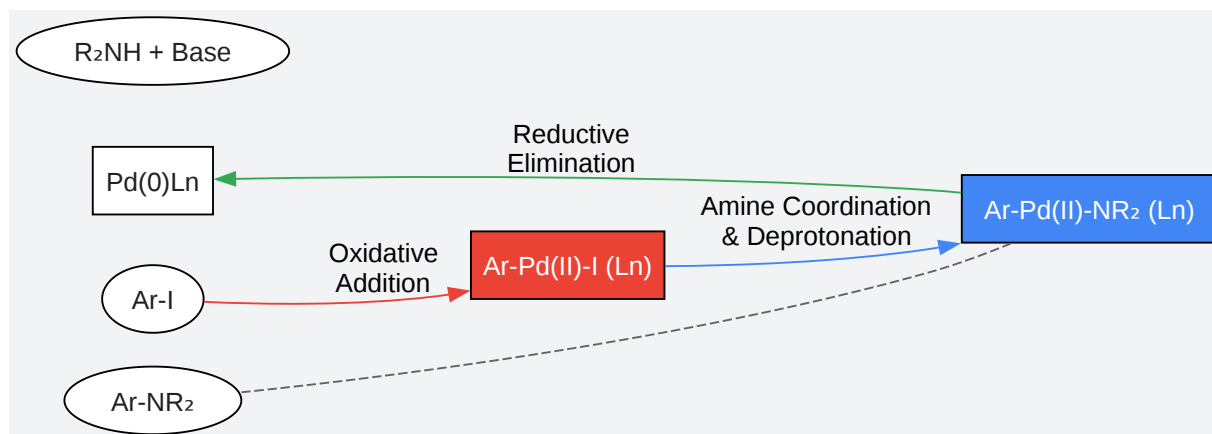 R₂NH + Base
Reductive
Elimination
Pd(0)Ln
Ar-Pd(II)-NR₂ (Ln)
Amine Coordination
& Deprotonation
Oxidative
Addition
Ar-Pd(II)-I (Ln)
Ar-I
Ar-NR₂